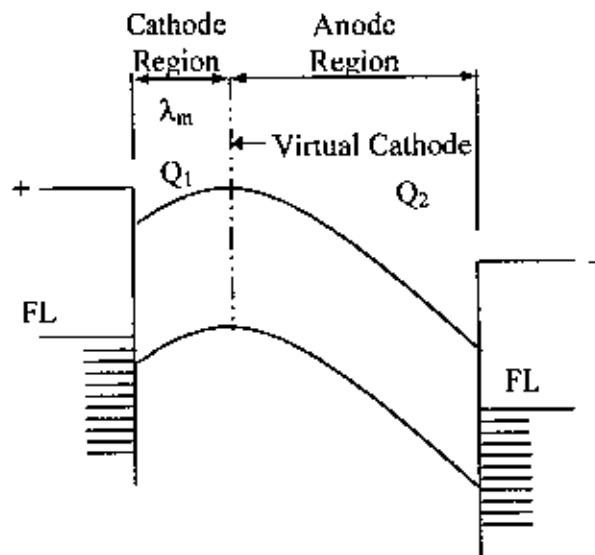 Cathode Region
Anode Region
λm
Virtual Cathode
Q1
Q2
+
-
FL
FL